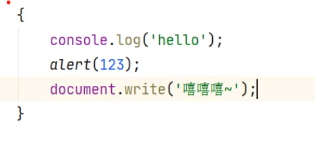 {
console.log('hello');
alert(123);
document.write('嘻嘻嘻~');
}